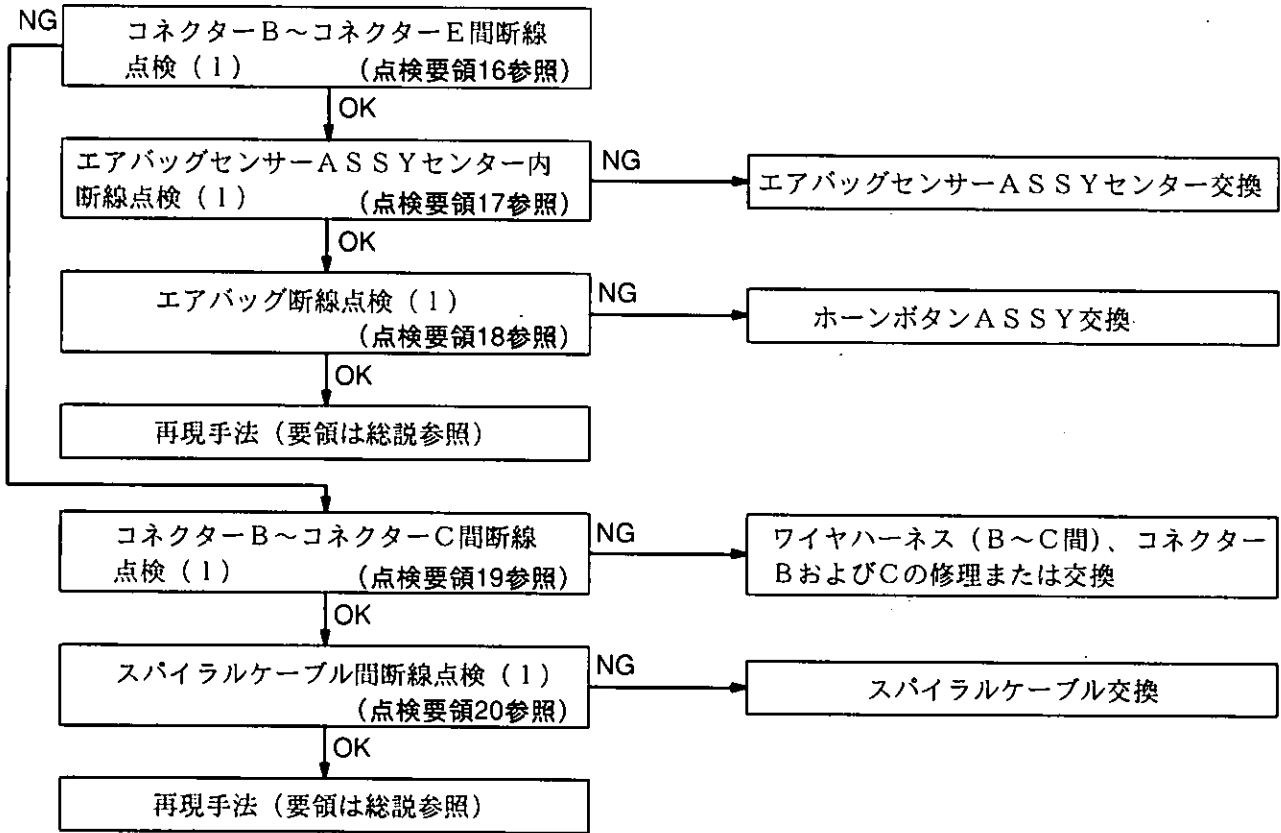 NG
コネクターB～コネクターE間断線
点検（1） （点検要領16参照）
OK
エアバッグセンサーASSYセンター内
断線点検（1） （点検要領17参照）
NG
エアバッグセンサーASSYセンター交換
OK
エアバッグ断線点検（1）
（点検要領18参照）
NG
ホーンボタンASSY交換
OK
再現手法（要領は総説参照）
コネクターB～コネクターC間断線
点検（1） （点検要領19参照）
NG
ワイヤハーネス（B～C間）、コネクター
BおよびCの修理または交換
OK
スパイラルケーブル間断線点検（1）
（点検要領20参照）
NG
スパイラルケーブル交換
OK
再現手法（要領は総説参照）